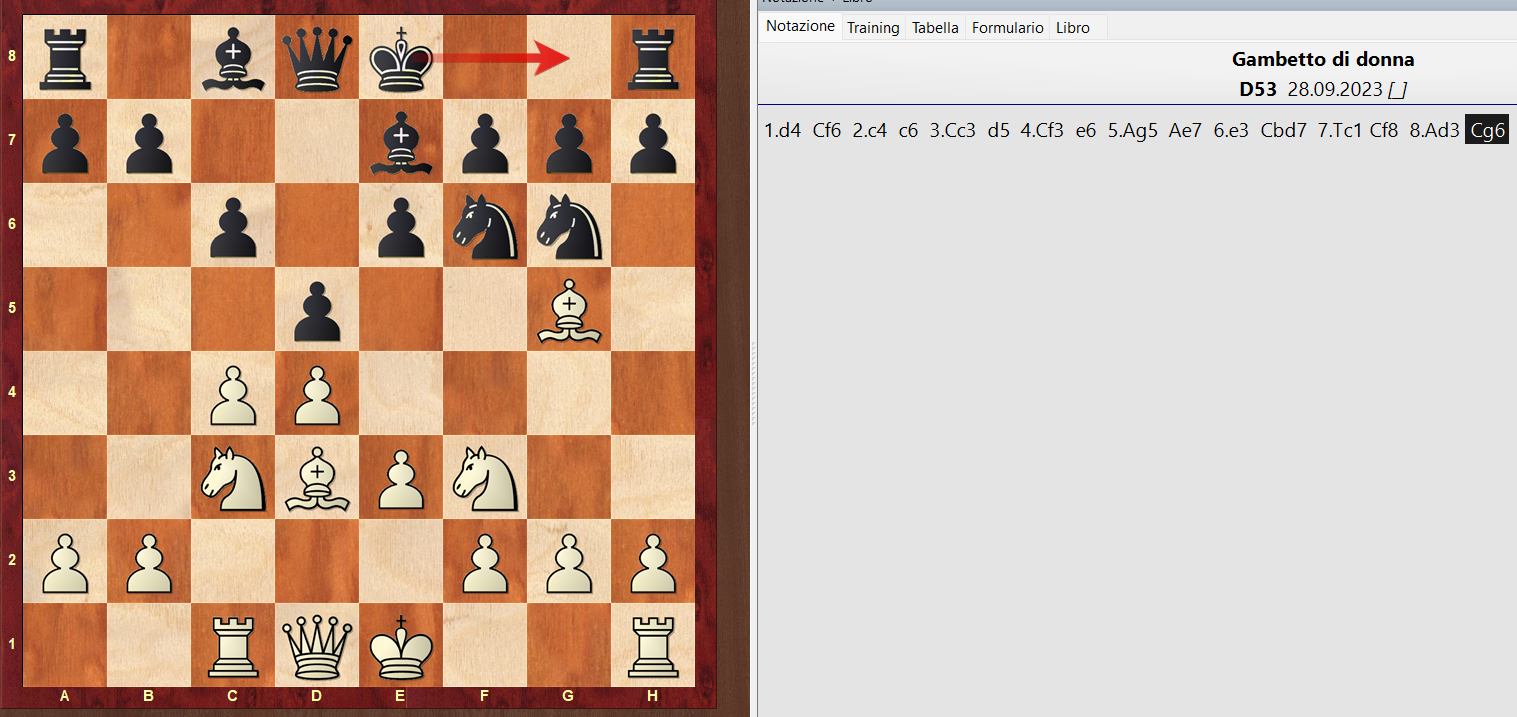 Notazione + Libro
Notazione Training Tabella Formulario Libro
Gambetto di donna
D53 28.09.2023 [_]
1.d4 Cf6 2.c4 c6 3.Cc3 d5 4.Cf3 e6 5.Ag5 Ae7 6.e3 Cbd7 7.Tc1 Cf8 8.Ad3 Cg6
8
7
6
5
4
3
2
1
A B C D E F G H